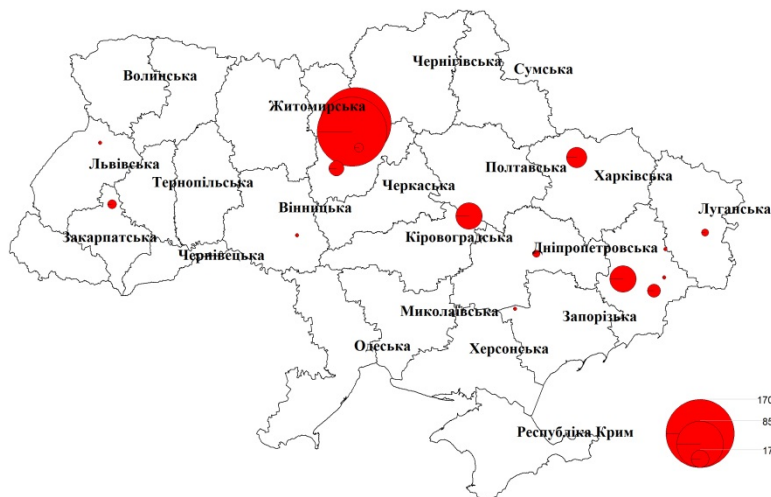 Чернігівська
Сумська
Волинська
Житомирська
Львівська
Тернопільська
Полтавська
Харківська
Черкаська
Вінницька
Луганська
Закарпатська
Кіровоградська
Чернівецька
Дніпропетровська
Миколаївська
Запорізька
Одеська
Херсонська
Республіка Крим
170
85
17